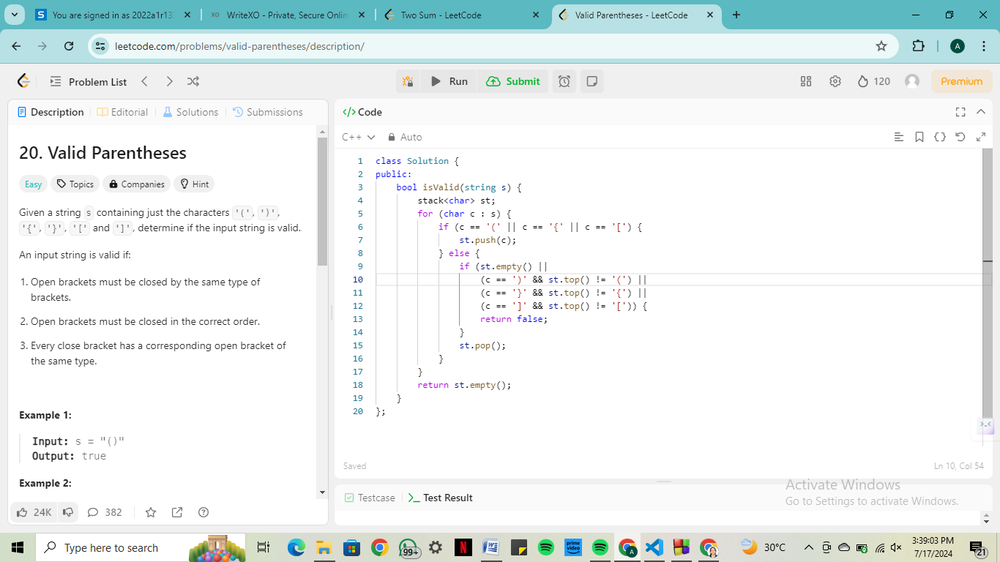 You are signed in as 2022a1r13
WriteXO - Private, Secure Onlin
Two Sum - LeetCode
Valid Parentheses - LeetCode
leetcode.com/problems/valid-parentheses/description/
A
Problem List
Run
Submit
120
Premium
Description
Editorial
Solutions
Submissions
20. Valid Parentheses
Easy
Topics
Companies
Hint
Given a string s containing just the characters '(', ')',
'{', '}', '[' and ']', determine if the input string is valid.
An input string is valid if:
1. Open brackets must be closed by the same type of
brackets.
2. Open brackets must be closed in the correct order.
3. Every close bracket has a corresponding open bracket of
the same type.
Example 1:
Input: s = "()"
Output: true
Example 2:
24K
382
</> Code
C++
Auto
1 class Solution {
2 public:
3 bool isValid(string s) {
4 stack<char> st;
5 for (char c : s) {
6 if (c == '(' || c == '{' || c == '[') {
7 st.push(c);
8 } else {
9 if (st.empty() ||
10 (c == ')' && st.top() != '(') ||
11 (c == '}' && st.top() != '{') ||
12 (c == ']' && st.top() != '[')) {
13 return false;
14 }
15 st.pop();
16 }
17 }
18 return st.empty();
19 }
20 };
Saved
Ln 10, Col 54
Testcase
Test Result
Activate Windows
Go to Settings to activate Windows.
Type here to search
99+
N
prime video
A
30°C
3:39:03 PM
7/17/2024
21